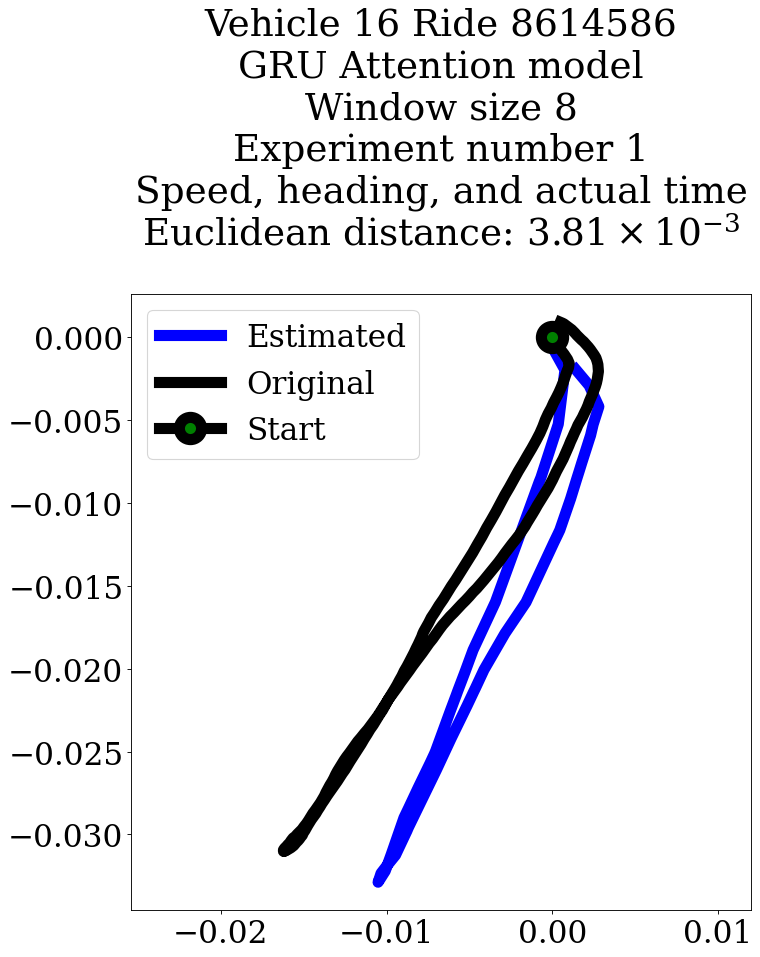 Vehicle 16 Ride 8614586
GRU Attention model
Window size 8
Experiment number 1
Speed, heading, and actual time
Euclidean distance: 3.81 × 10⁻³
Estimated
Original
Start
0.000
−0.005
−0.010
−0.015
−0.020
−0.025
−0.030
−0.02 −0.01 0.00 0.01